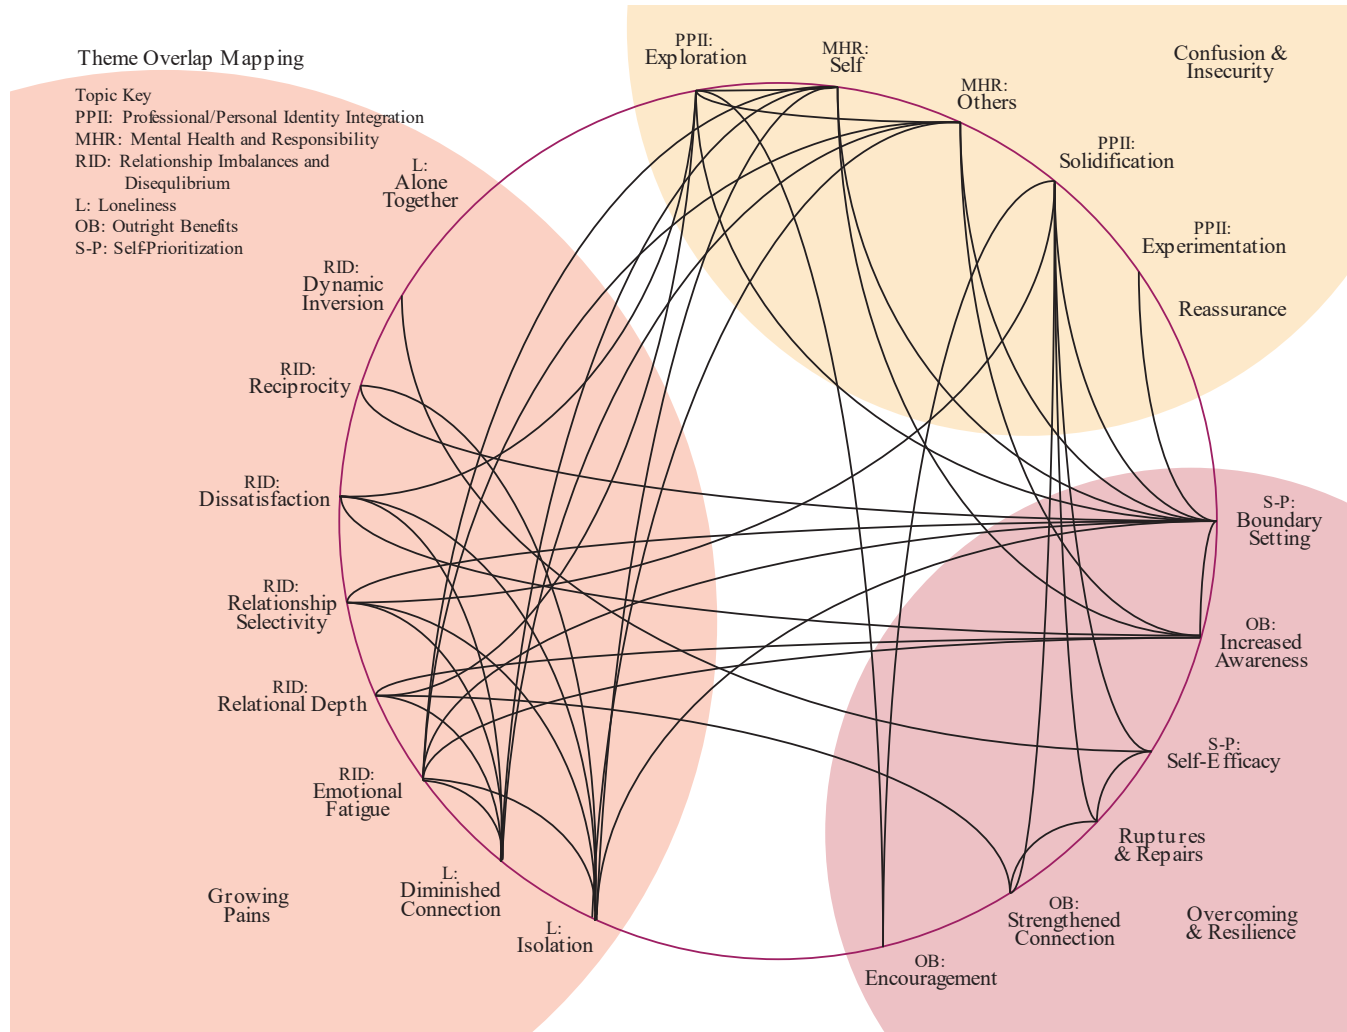 Theme Overlap Mapping
Topic Key
PPII: Professional/Personal Identity Integration
MHR: Mental Health and Responsibility
RID: Relationship Imbalances and
Disequlibrium
L: Loneliness
OB: Outright Benefits
S-P: Self-Prioritization
PPII:
Exploration
MHR:
Self
MHR:
Others
PPII:
Solidification
PPII:
Experimentation
Reassurance
Confusion &
Insecurity
L:
Alone
Together
RID:
Dynamic
Inversion
RID:
Reciprocity
RID:
Dissatisfaction
RID:
Relationship
Selectivity
RID:
Relational Depth
RID:
Emotional
Fatigue
L:
Diminished
Connection
L:
Isolation
Growing
Pains
S-P:
Boundary
Setting
OB:
Increased
Awareness
S-P:
Self-Efficacy
Ruptures
& Repairs
OB:
Strengthened
Connection
OB:
Encouragement
Overcoming
& Resilience